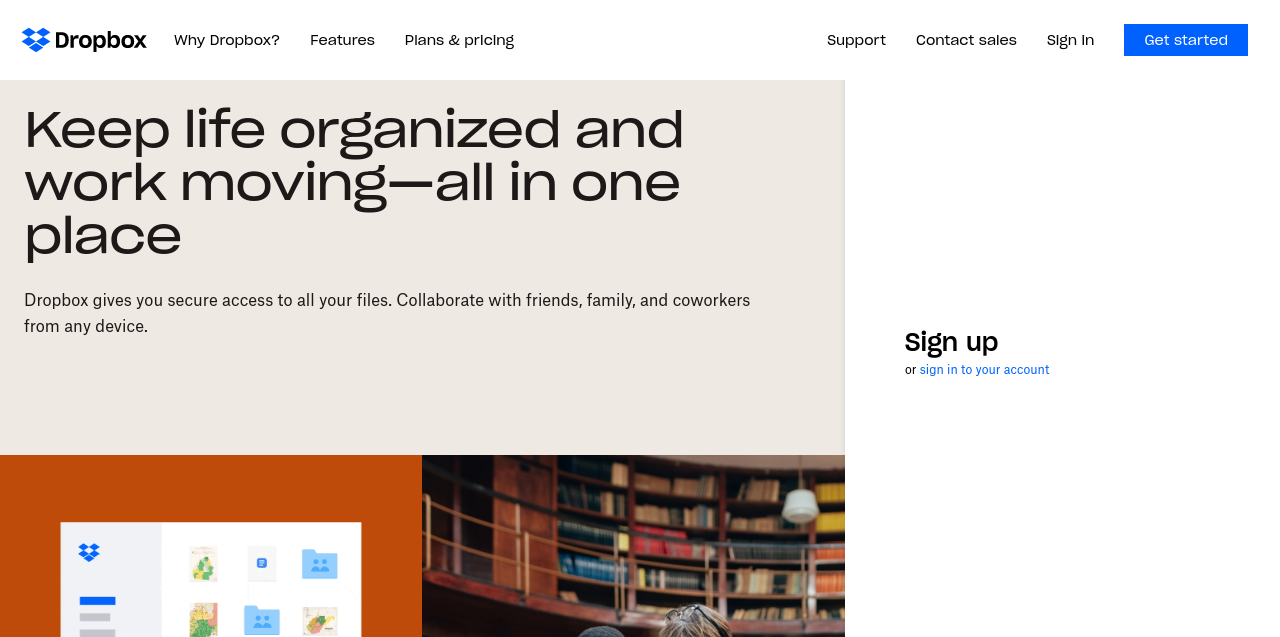 Dropbox
Why Dropbox?
Features
Plans & pricing
Support
Contact sales
Sign in
Get started
Keep life organized and
work moving—all in one
place
Dropbox gives you secure access to all your files. Collaborate with friends, family, and coworkers
from any device.
Sign up
or sign in to your account